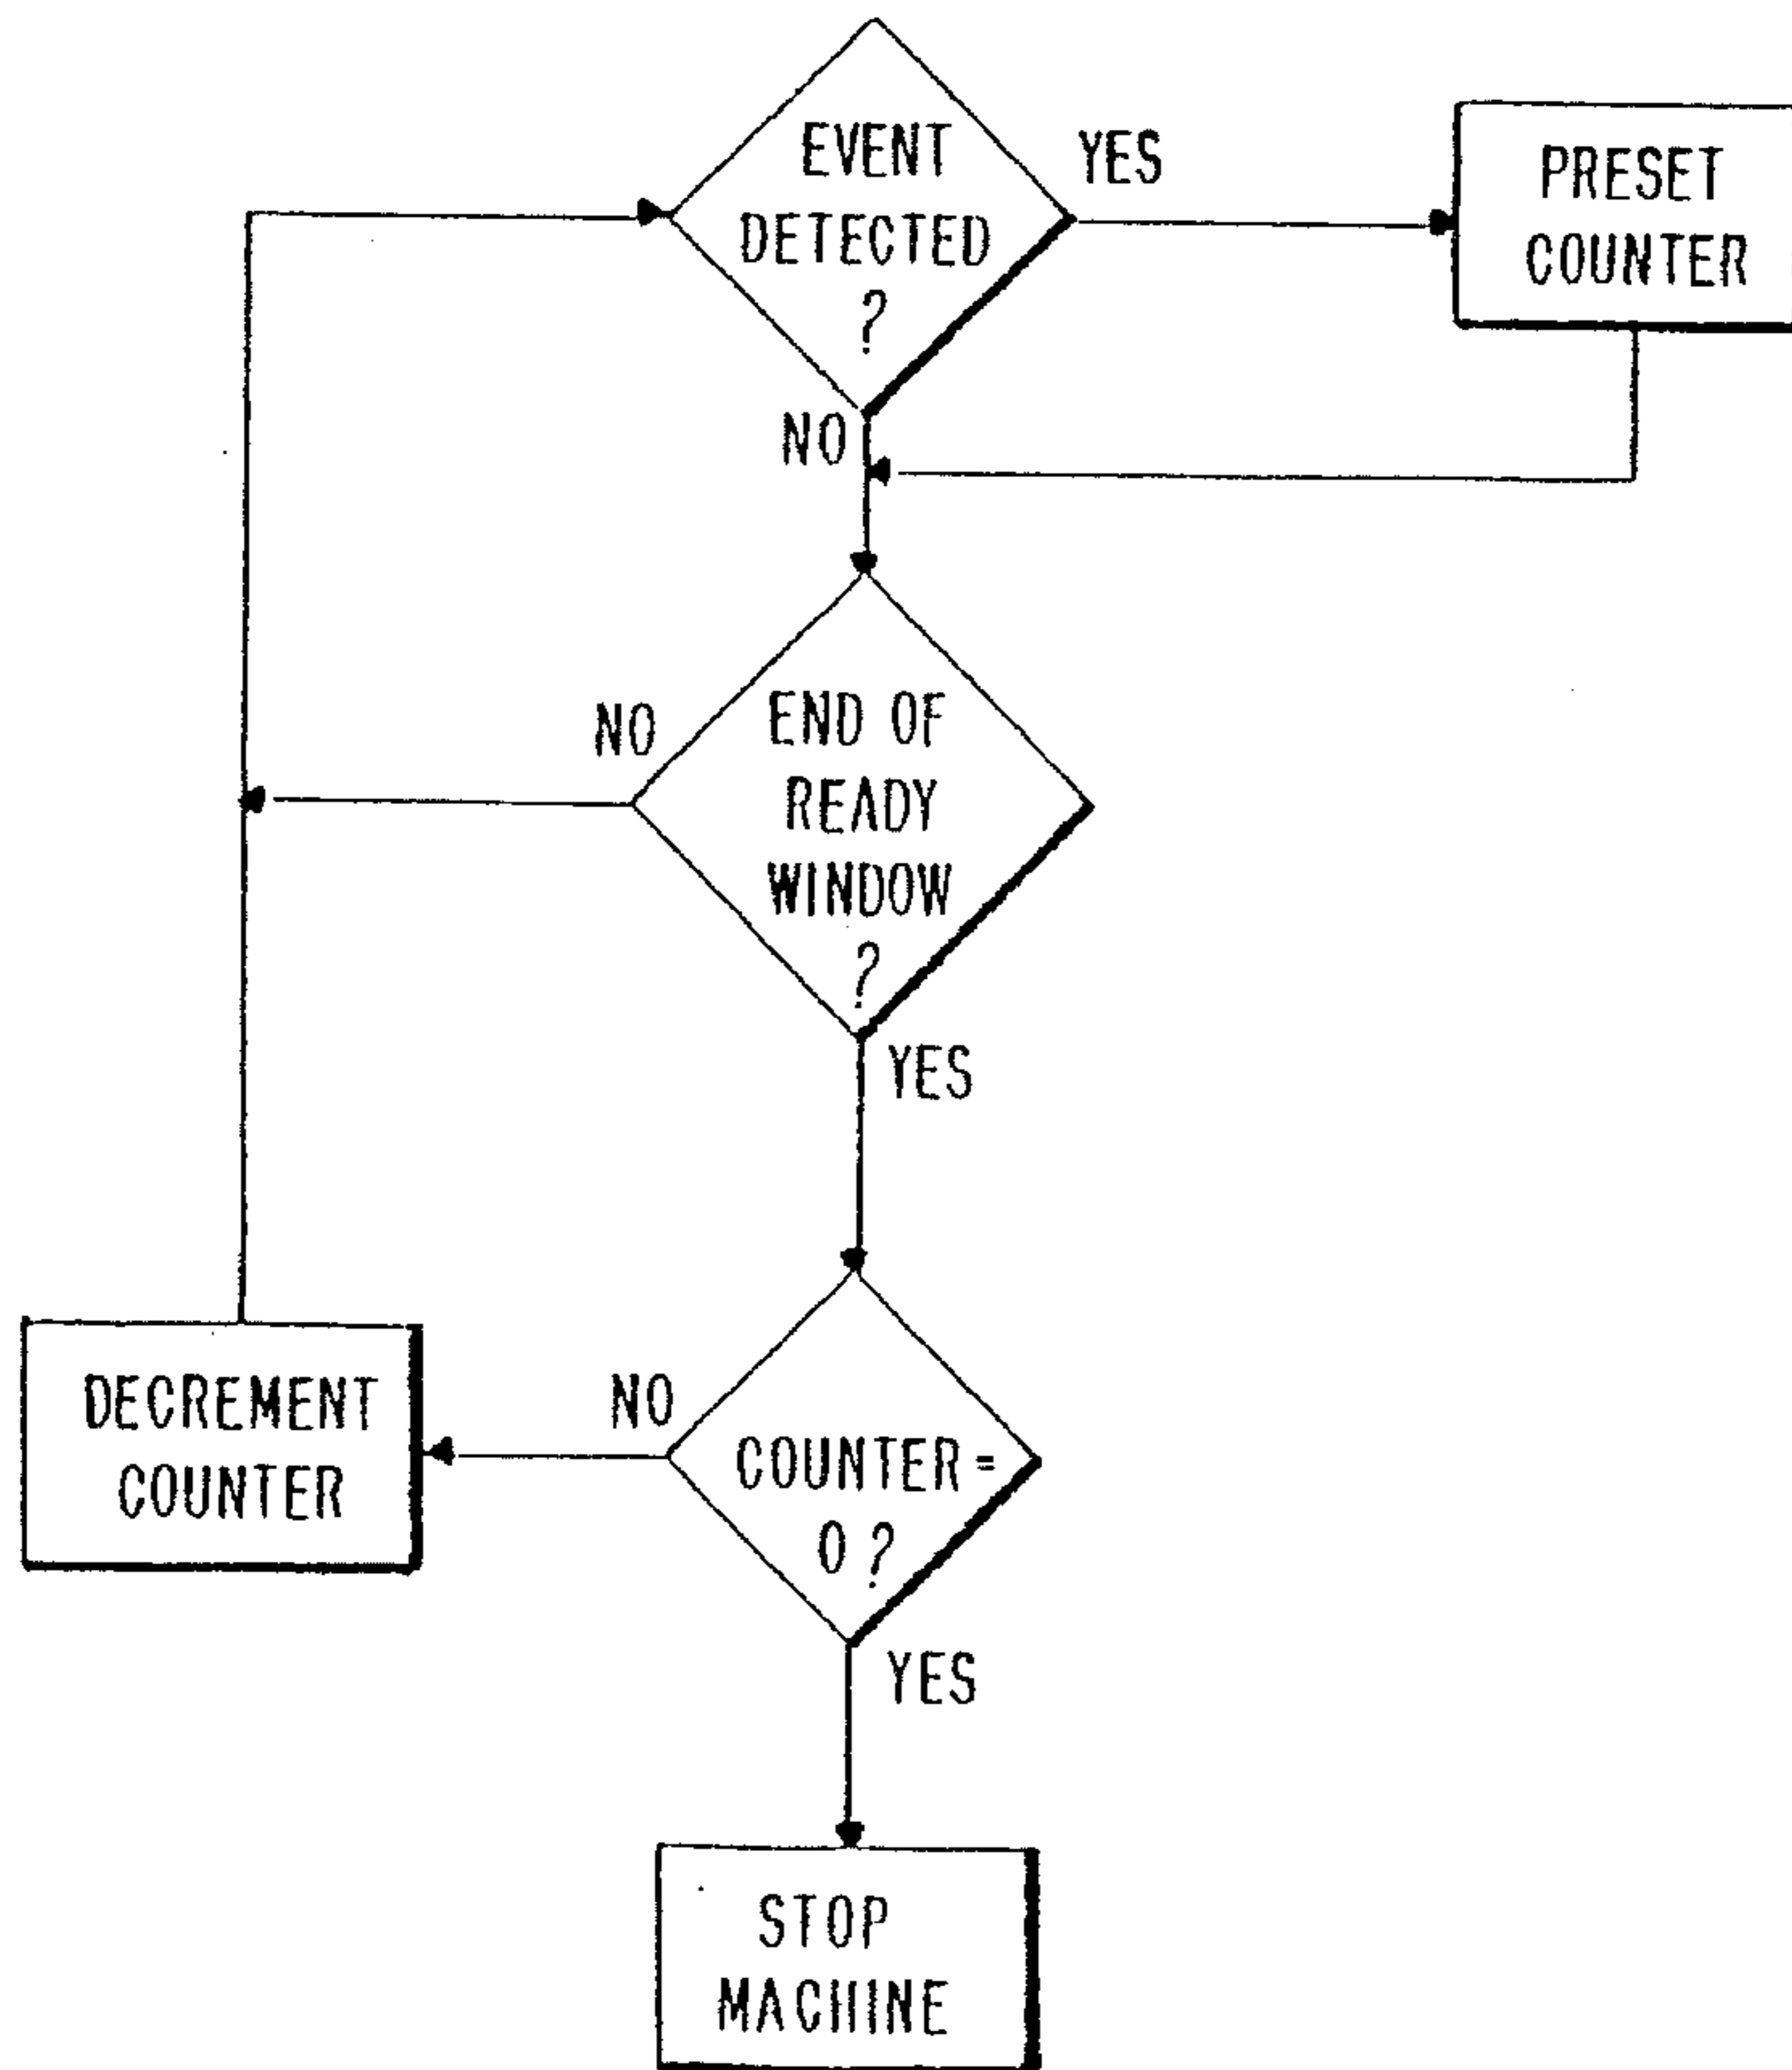 EVENT
DETECTED
?
YES
PRESET
COUNTER
NO
END OF
READY
WINDOW
?
NO
YES
COUNTER =
0 ?
NO
DECREMENT
COUNTER
YES
STOP
MACHINE